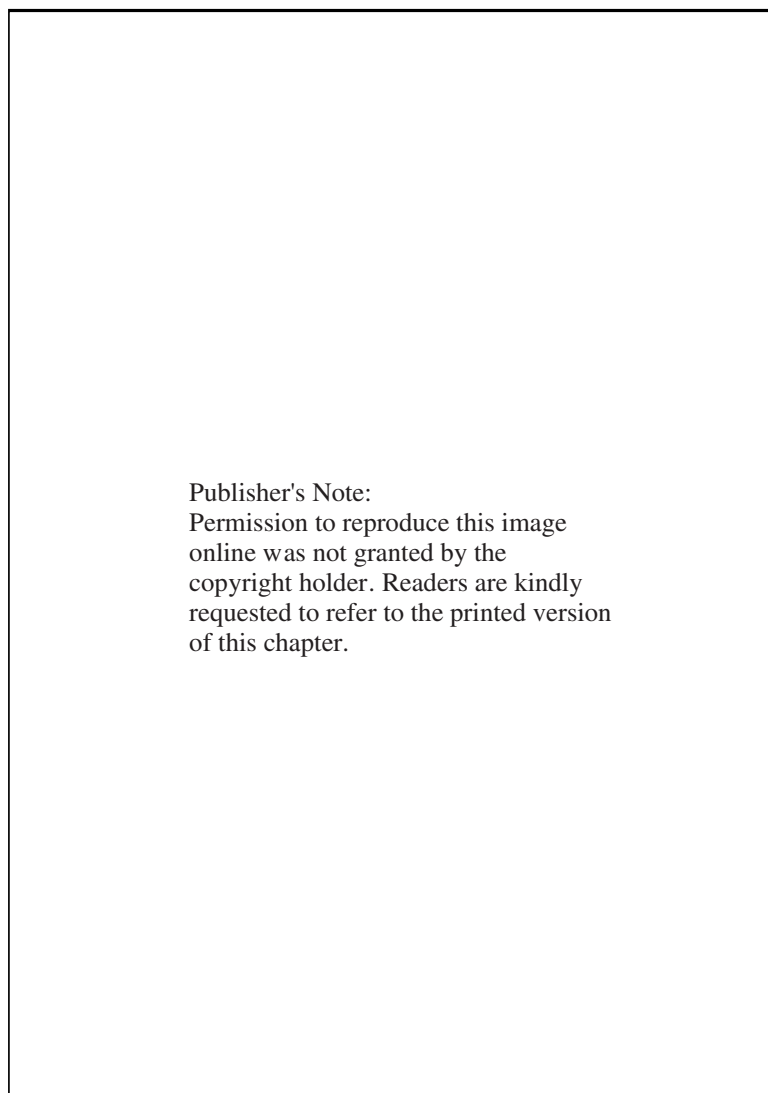 Publisher's Note:
Permission to reproduce this image
online was not granted by the
copyright holder. Readers are kindly
requested to refer to the printed version
of this chapter.